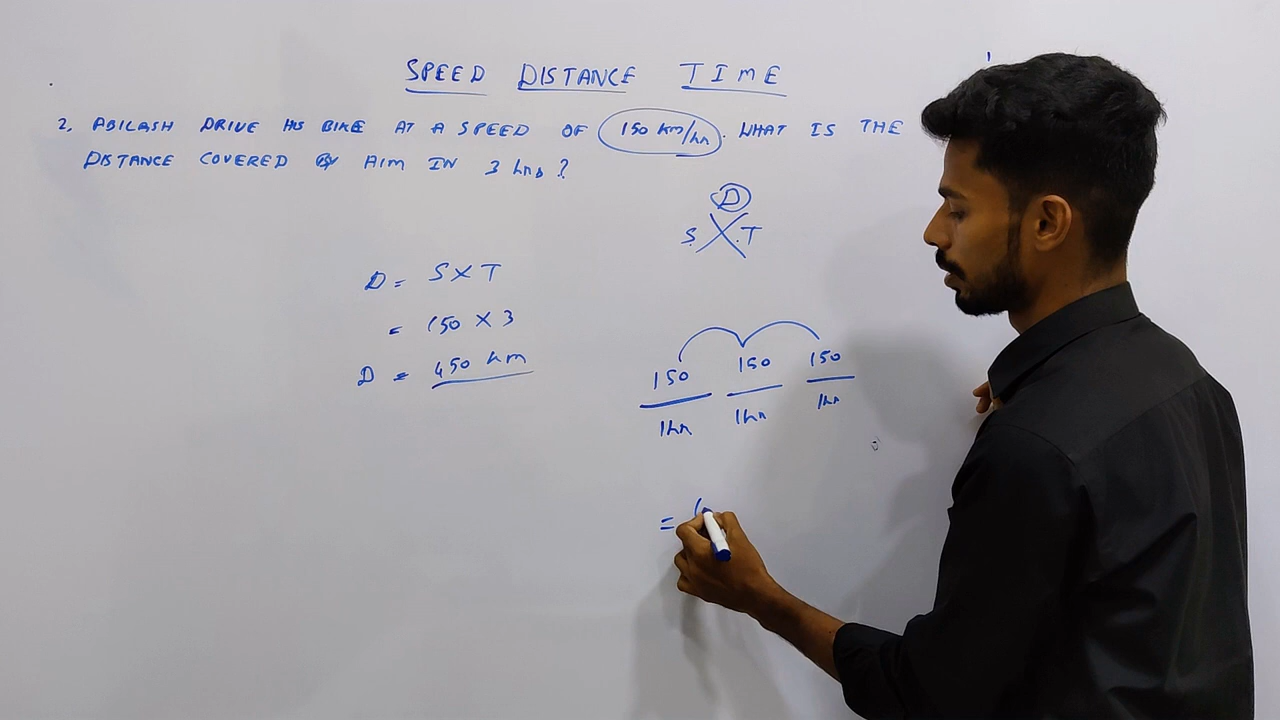 SPEED DISTANCE TIME
2, ABILASH DRIVE HIS BIKE AT A SPEED OF 150 km/hr. WHAT IS THE
DISTANCE COVERED BY HIM IN 3 hrs?
D
S. .T
D = S X T
= 150 X 3
D = 450 km
150 150 150
1hr 1hr 1hr
=